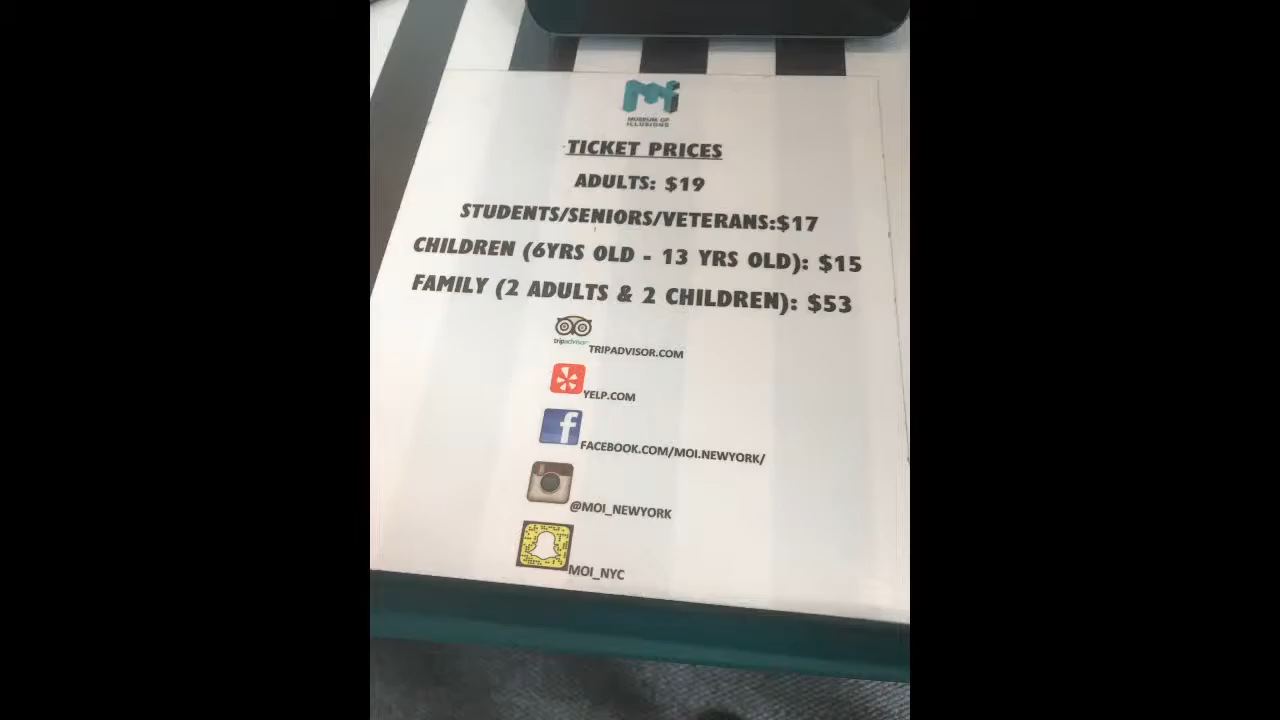 MUSEUM OF
ILLUSIONS
TICKET PRICES
ADULTS: $19
STUDENTS/SENIORS/VETERANS:$17
CHILDREN (6YRS OLD - 13 YRS OLD): $15
FAMILY (2 ADULTS & 2 CHILDREN): $53
tripadvisor
TRIPADVISOR.COM
YELP.COM
FACEBOOK.COM/MOI.NEWYORK/
@MOI_NEWYORK
MOI_NYC